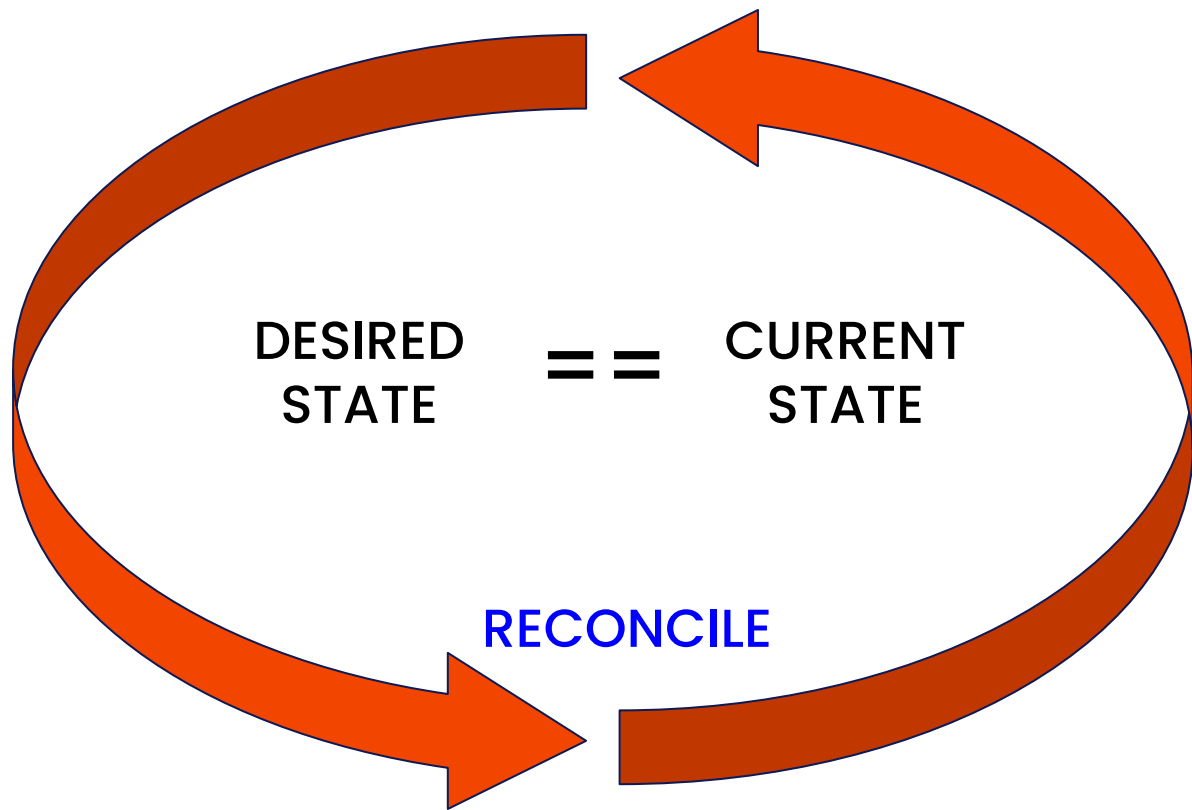 DESIRED
STATE
==
CURRENT
STATE
RECONCILE